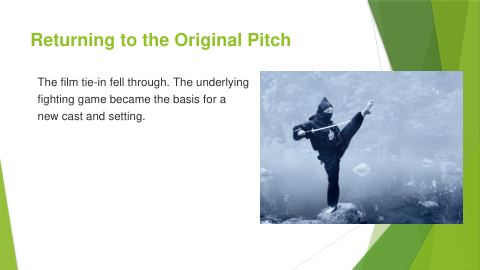 Returning to the Original Pitch
The film tie-in fell through. The underlying
fighting game became the basis for a
new cast and setting.